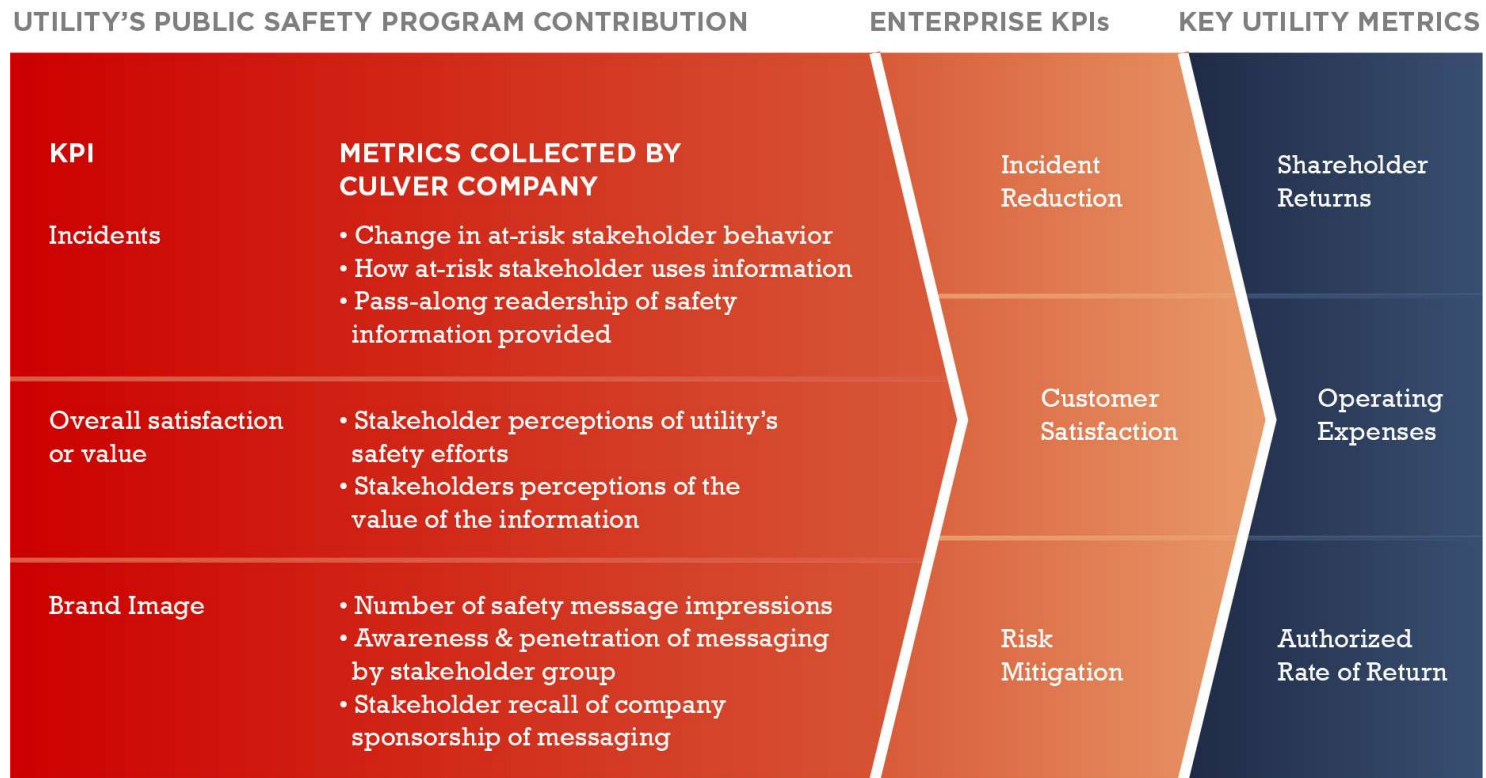 UTILITY'S PUBLIC SAFETY PROGRAM CONTRIBUTION
ENTERPRISE KPIs
KEY UTILITY METRICS
KPI
METRICS COLLECTED BY
CULVER COMPANY
Incidents
• Change in at-risk stakeholder behavior
• How at-risk stakeholder uses information
• Pass-along readership of safety
information provided
Overall satisfaction
or value
• Stakeholder perceptions of utility's
safety efforts
• Stakeholders perceptions of the
value of the information
Brand Image
• Number of safety message impressions
• Awareness & penetration of messaging
by stakeholder group
• Stakeholder recall of company
sponsorship of messaging
Incident
Reduction
Customer
Satisfaction
Risk
Mitigation
Shareholder
Returns
Operating
Expenses
Authorized
Rate of Return